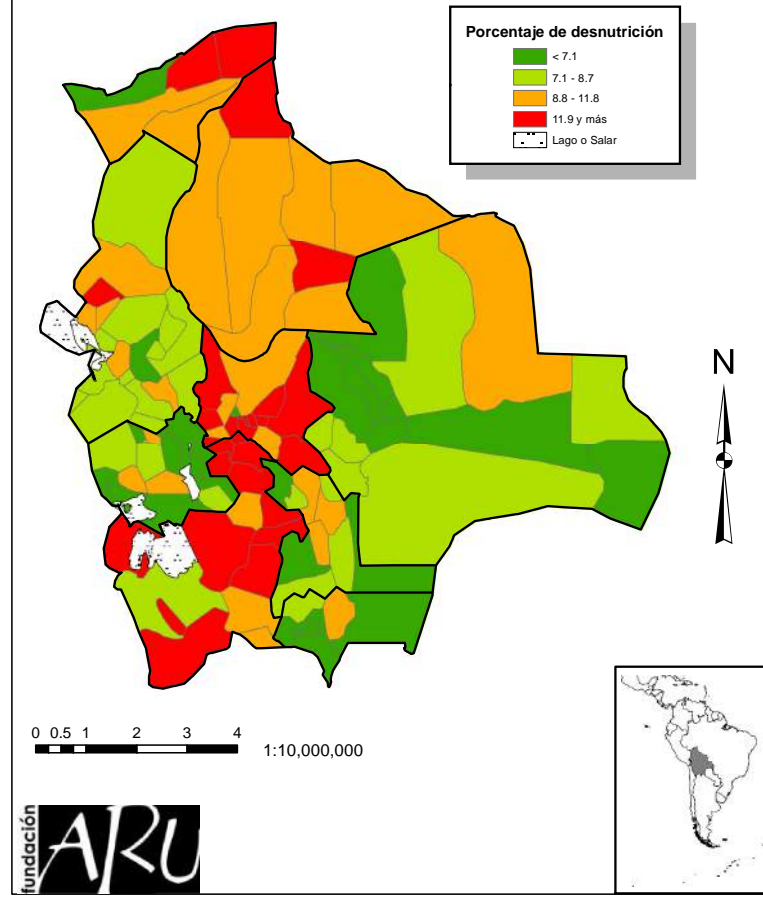 Porcentaje de desnutrición
< 7.1
7.1 - 8.7
8.8 - 11.8
11.9 y más
Lago o Salar
N
0 0.5 1 2 3 4
1:10,000,000
fundación
ARU